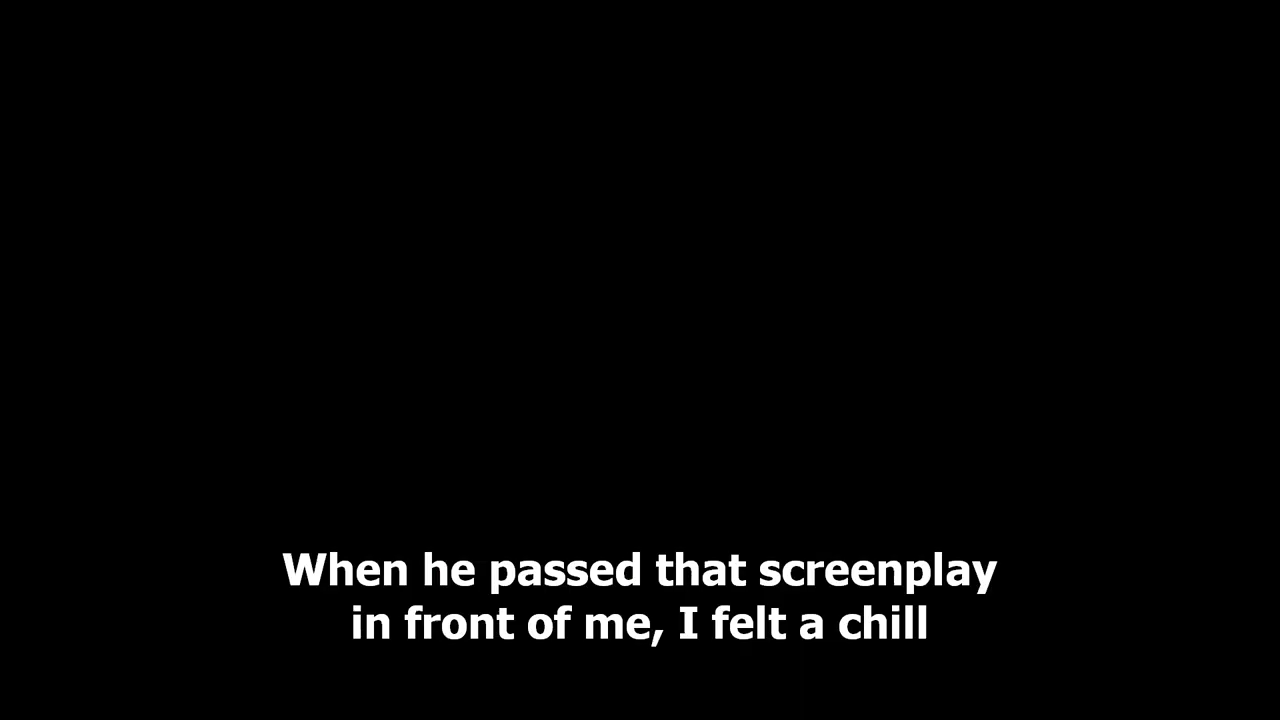 When he passed that screenplay
in front of me, I felt a chill